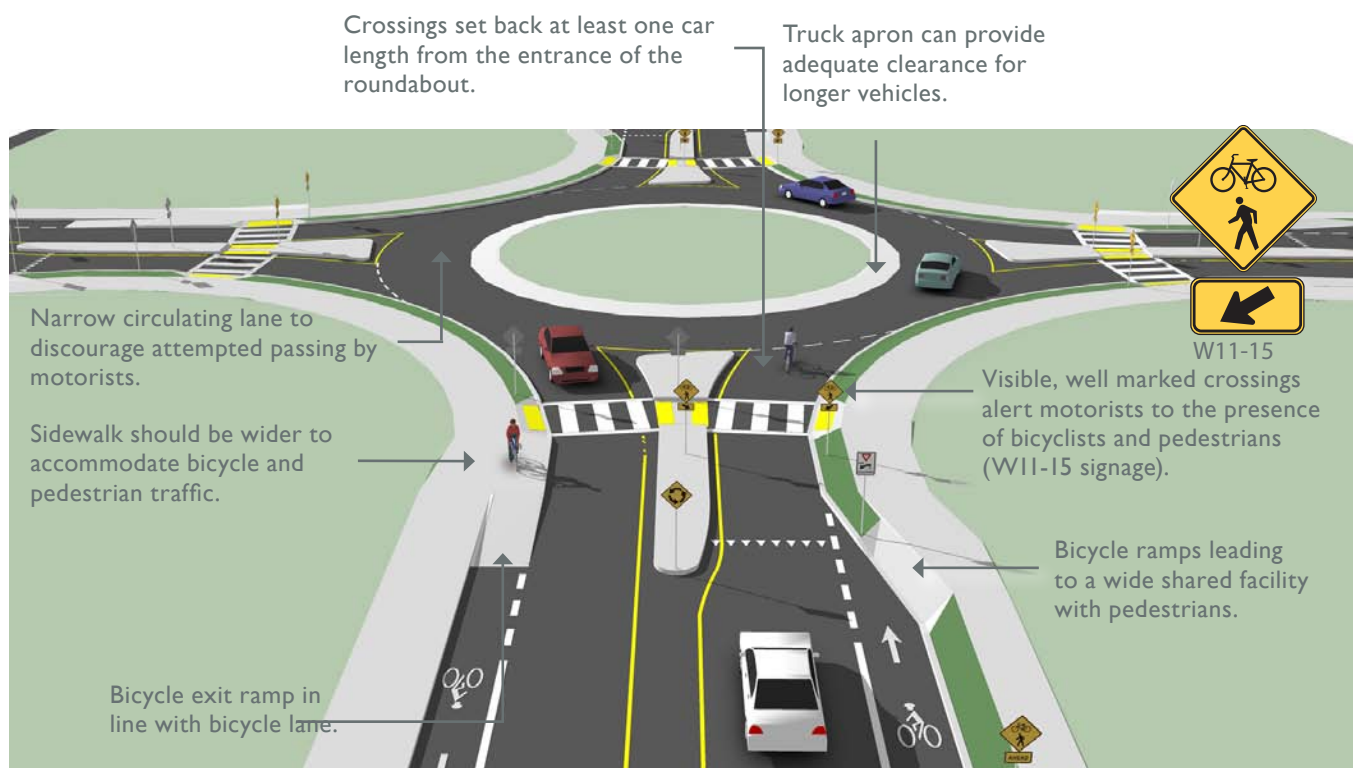 Crossings set back at least one car
length from the entrance of the
roundabout.
Truck apron can provide
adequate clearance for
longer vehicles.
W11-15
Narrow circulating lane to
discourage attempted passing by
motorists.
Visible, well marked crossings
alert motorists to the presence
of bicyclists and pedestrians
(W11-15 signage).
Sidewalk should be wider to
accommodate bicycle and
pedestrian traffic.
Bicycle ramps leading
to a wide shared facility
with pedestrians.
Bicycle exit ramp in
line with bicycle lane.
AHEAD